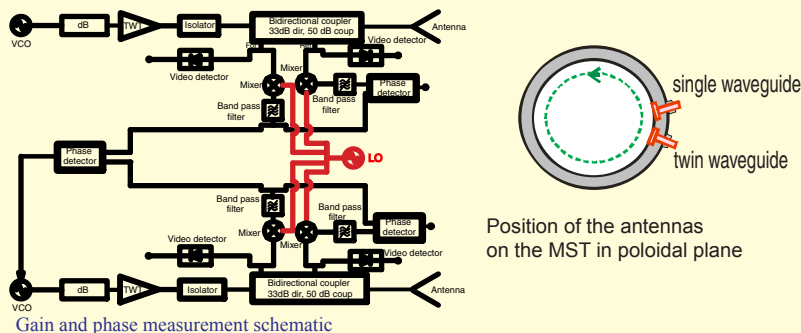 dB
TWT
Isolator
Bidirectional coupler
33dB dir, 50 dB coup
Antenna
VCO
Video detector
Video detector
Mixer
Mixer
Band pass
filter
Band pass
filter
Phase
detector
Phase
detector
LO
Band pass
filter
Band pass
filter
Mixer
Mixer
Phase
detector
Video detector
Video detector
dB
TWT
Isolator
Bidirectional coupler
33dB dir, 50 dB coup
Antenna
VCO
Gain and phase measurement schematic
single waveguide
twin waveguide
Position of the antennas
on the MST in poloidal plane